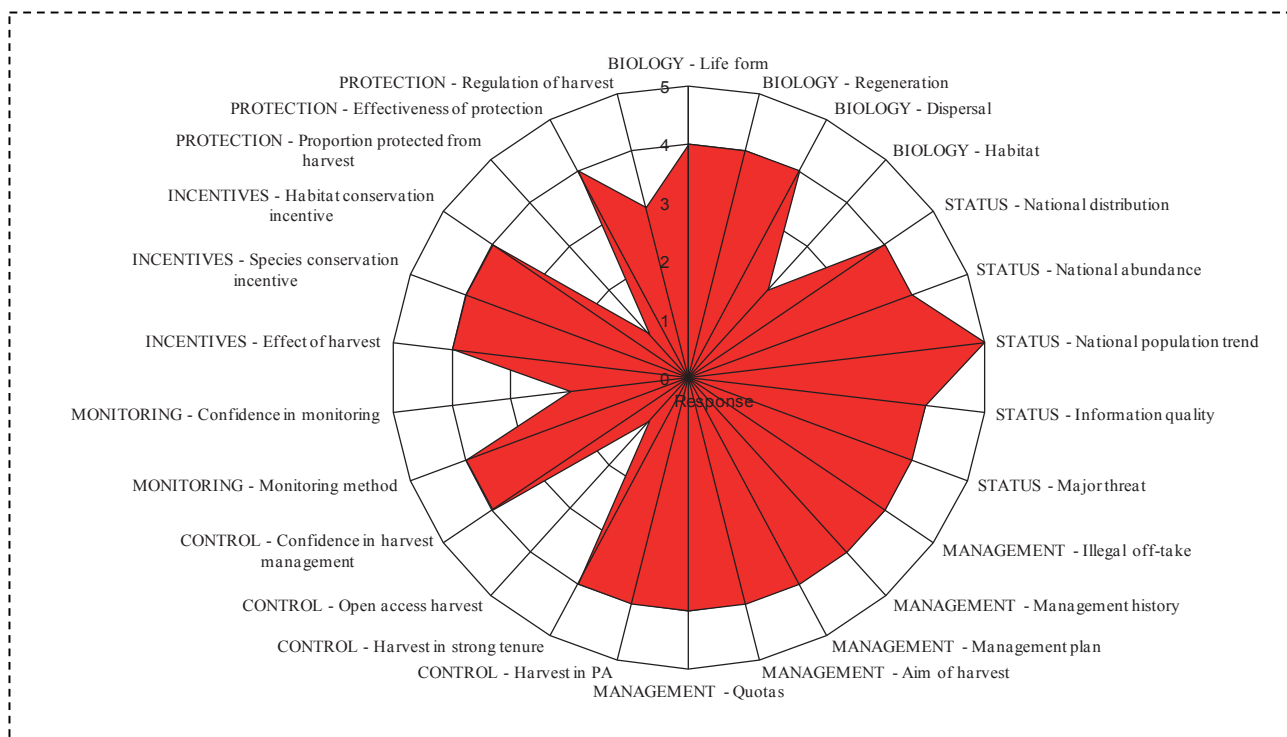 BIOLOGY - Life form
BIOLOGY - Regeneration
BIOLOGY - Dispersal
BIOLOGY - Habitat
STATUS - National distribution
STATUS - National abundance
STATUS - National population trend
STATUS - Information quality
STATUS - Major threat
MANAGEMENT - Illegal off-take
MANAGEMENT - Management history
MANAGEMENT - Management plan
MANAGEMENT - Aim of harvest
MANAGEMENT - Quotas
CONTROL - Harvest in PA
CONTROL - Harvest in strong tenure
CONTROL - Open access harvest
CONTROL - Confidence in harvest
management
MONITORING - Monitoring method
MONITORING - Confidence in monitoring
INCENTIVES - Effect of harvest
INCENTIVES - Species conservation
incentive
INCENTIVES - Habitat conservation
incentive
PROTECTION - Proportion protected from
harvest
PROTECTION - Effectiveness of protection
PROTECTION - Regulation of harvest
5
4
3
2
1
0
Response